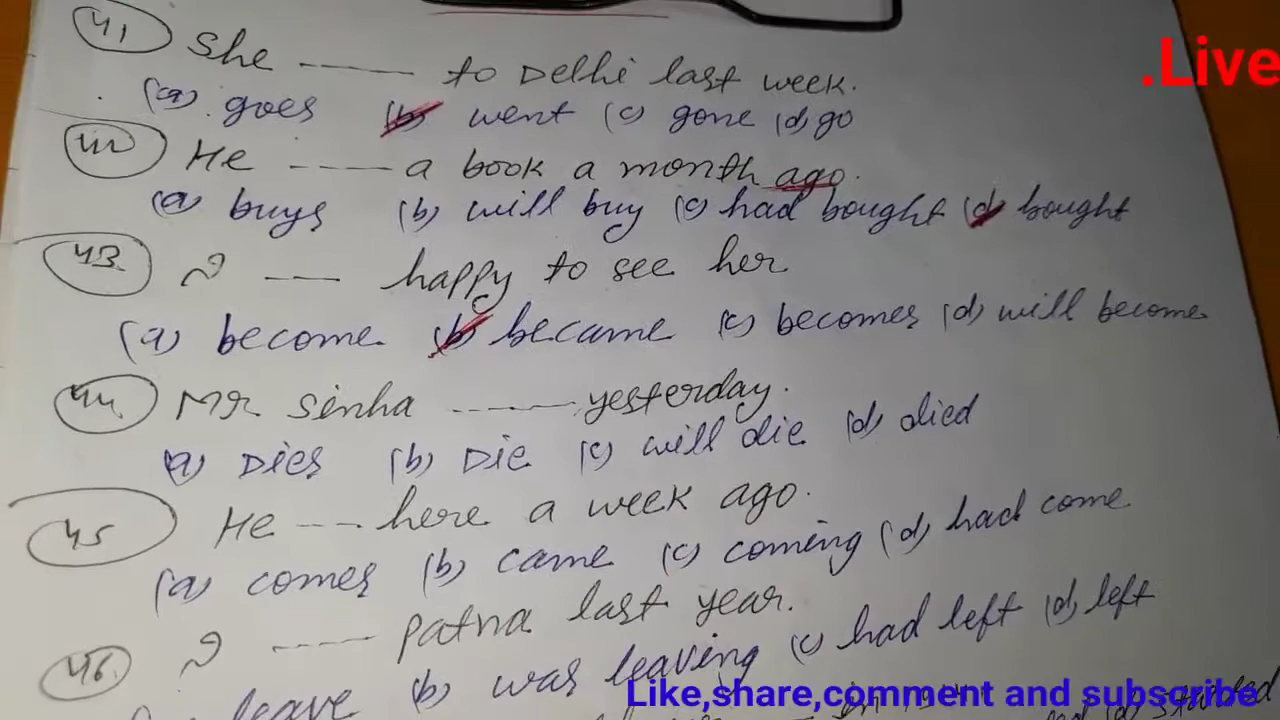 .Live
41 She ------ to Delhi last week.
(a) goes (b) went (c) gone (d) go
42 He ----- a book a month ago.
(a) buys (b) will buy (c) had bought (d) bought
43. I ---- happy to see her
(a) become (b) became (c) becomes (d) will become
44. Mr Sinha ------ yesterday.
(a) Dies (b) Die (c) will die (d) died
45 He --- here a week ago.
(a) comes (b) came (c) coming (d) had come
46. I ----- Patna last year.
leave (b) was leaving (c) had left (d) left
in
Like,share,comment and subscribe